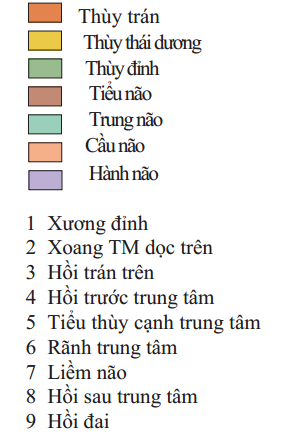 Thùy trán
Thùy thái dương
Thùy đỉnh
Tiểu não
Trung não
Cầu não
Hành não
1 Xương đỉnh
2 Xoang TM dọc trên
3 Hồi trán trên
4 Hồi trước trung tâm
5 Tiểu thùy cạnh trung tâm
6 Rãnh trung tâm
7 Liềm não
8 Hồi sau trung tâm
9 Hồi đai